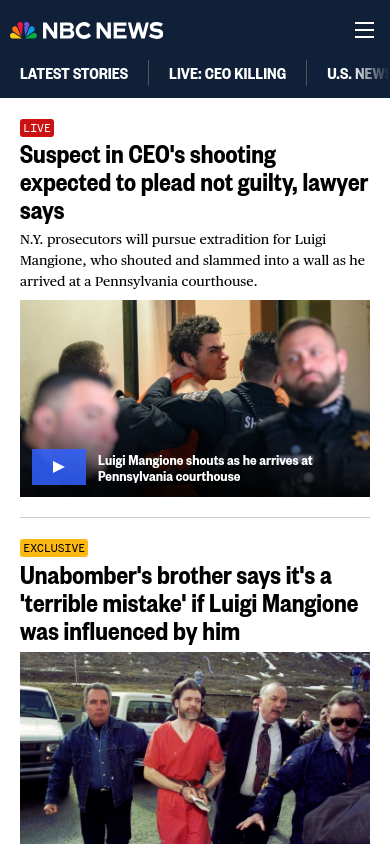 NBC NEWS
LATEST STORIES
LIVE: CEO KILLING
U.S. NEWS
LIVE
Suspect in CEO's shooting
expected to plead not guilty, lawyer
says
N.Y. prosecutors will pursue extradition for Luigi
Mangione, who shouted and slammed into a wall as he
arrived at a Pennsylvania courthouse.
SH
Luigi Mangione shouts as he arrives at
Pennsylvania courthouse
EXCLUSIVE
Unabomber's brother says it's a
'terrible mistake' if Luigi Mangione
was influenced by him